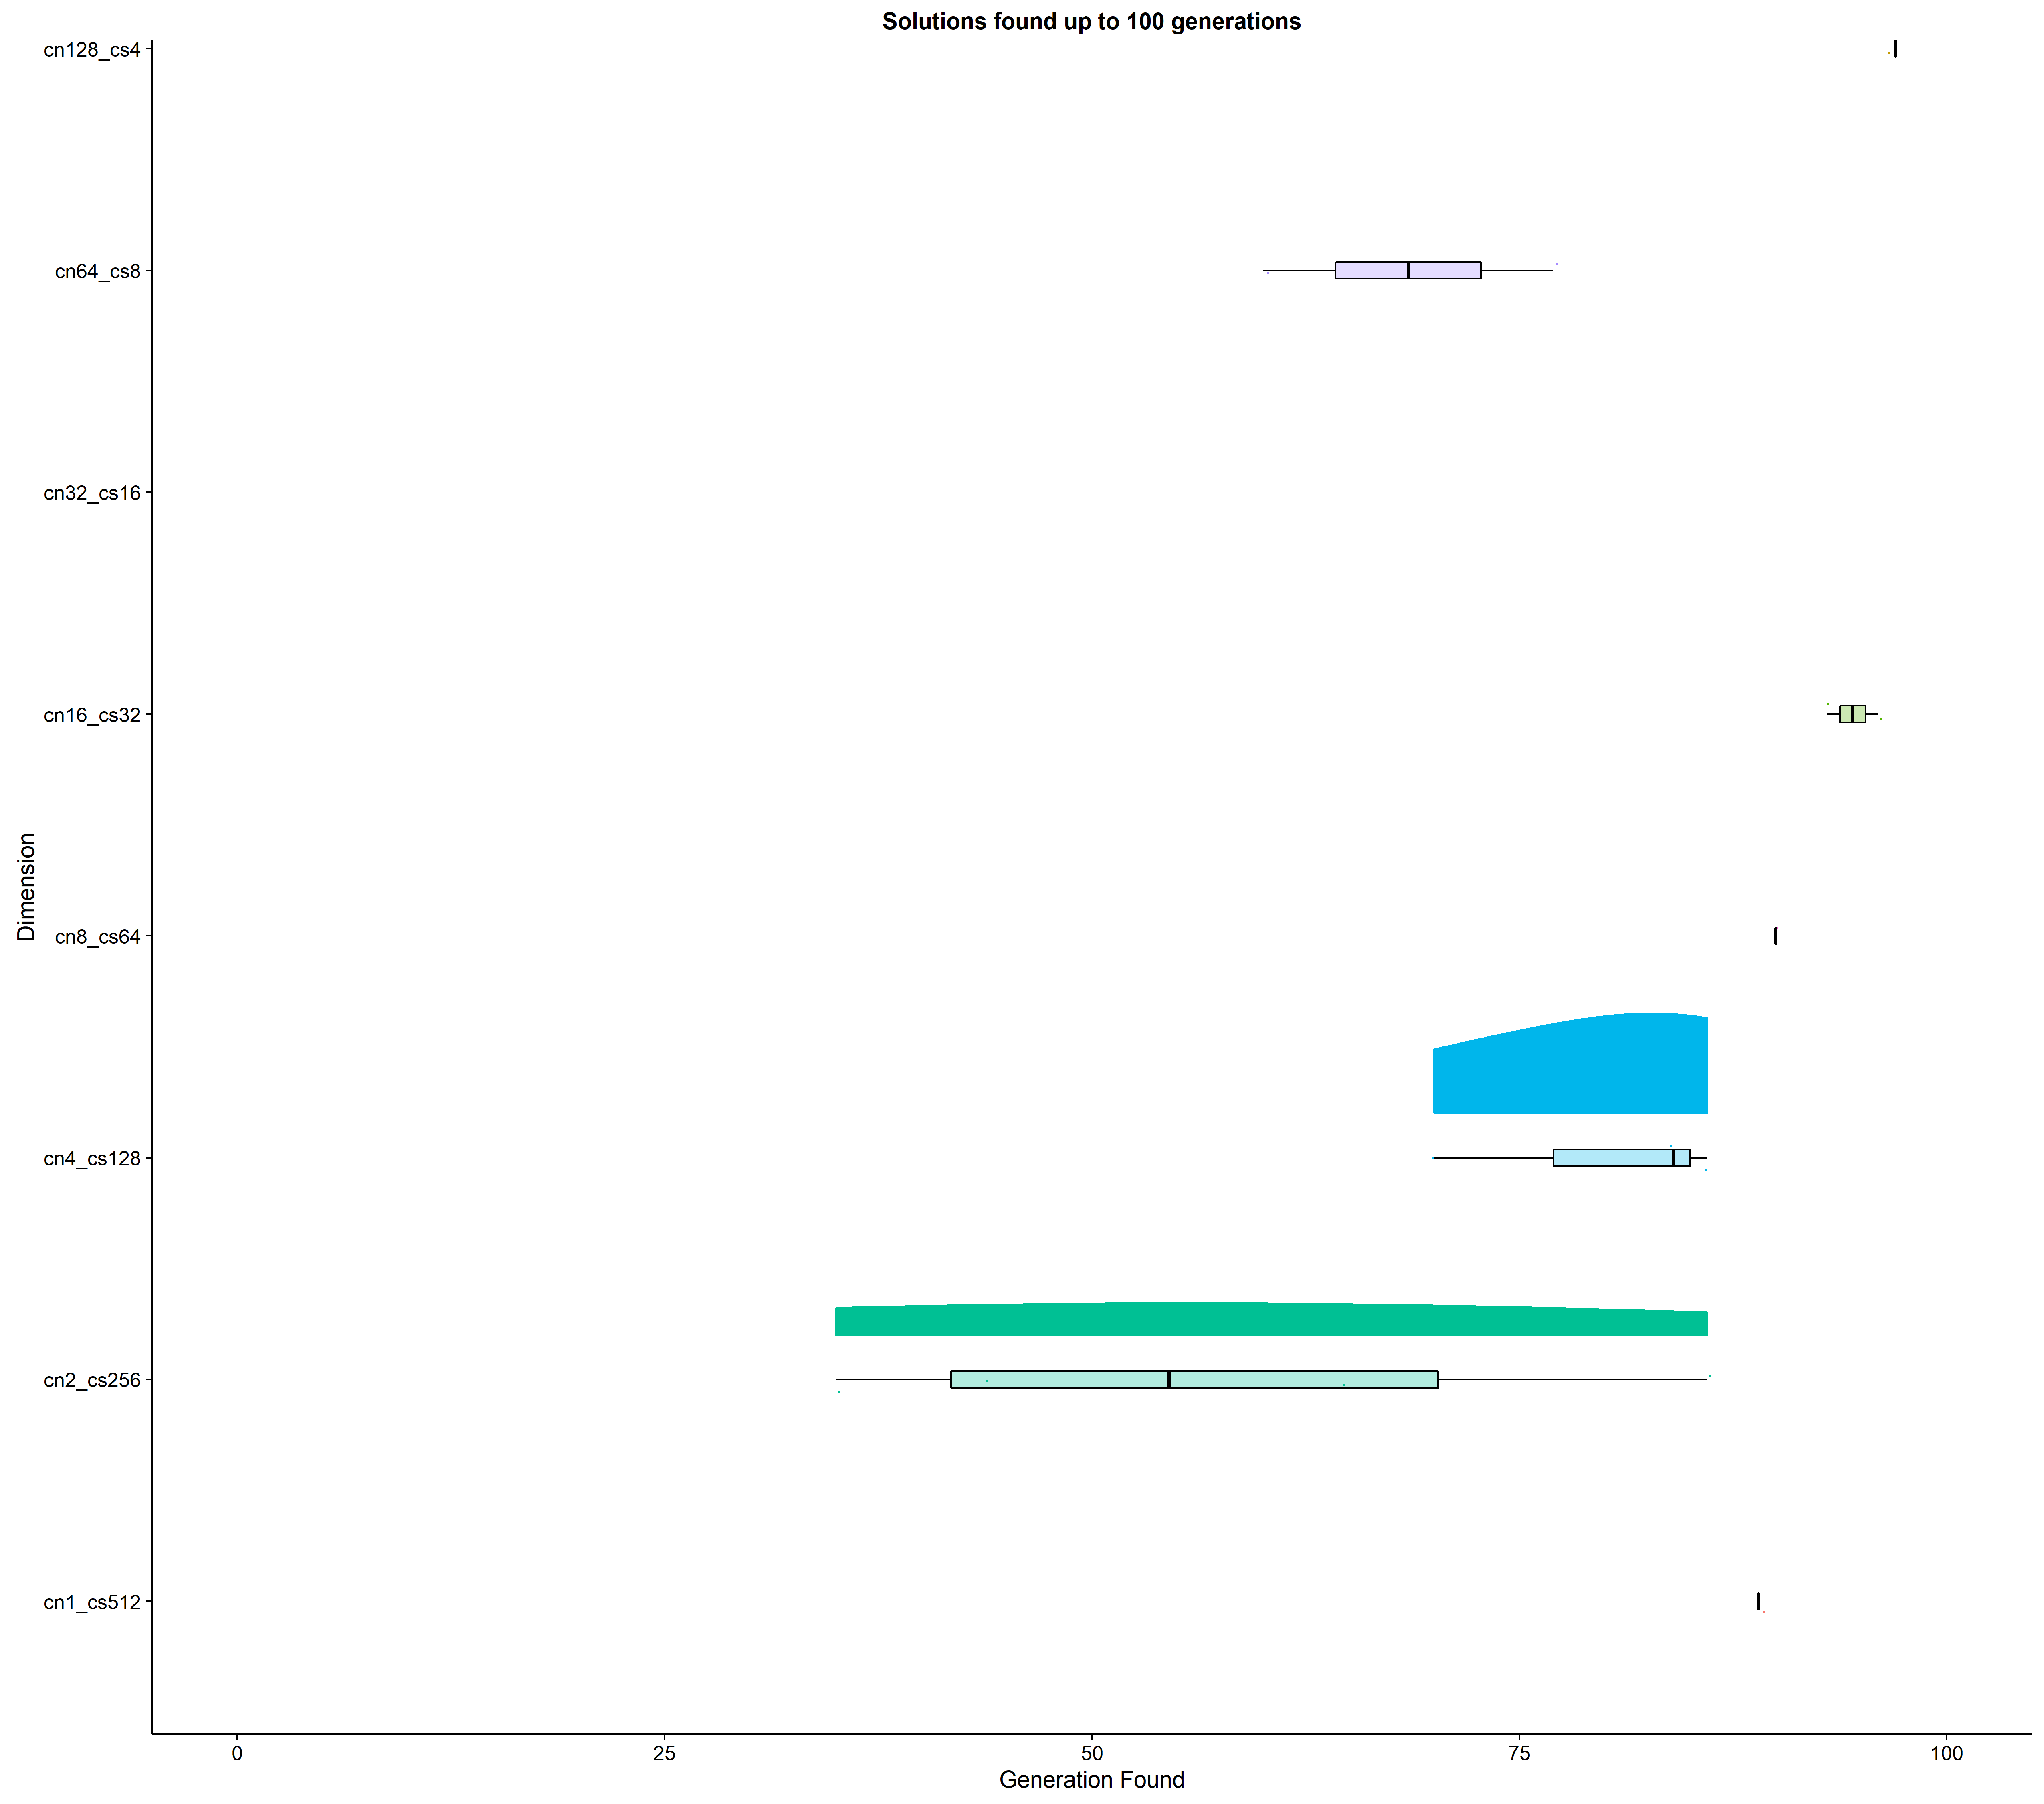 Solutions found up to 100 generations
cn128_cs4
cn64_cs8
cn32_cs16
cn16_cs32
cn8_cs64
cn4_cs128
cn2_cs256
cn1_cs512
Dimension
0 25 50 75 100
Generation Found